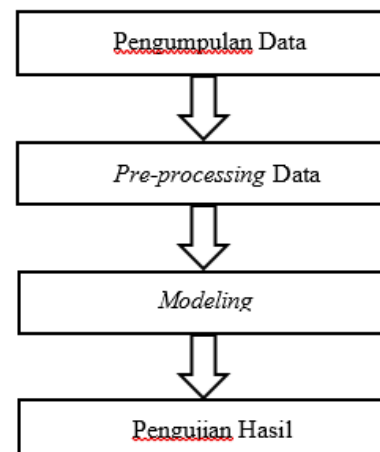 Pengumpulan Data
Pre-processing Data
Modeling
Pengujian Hasil